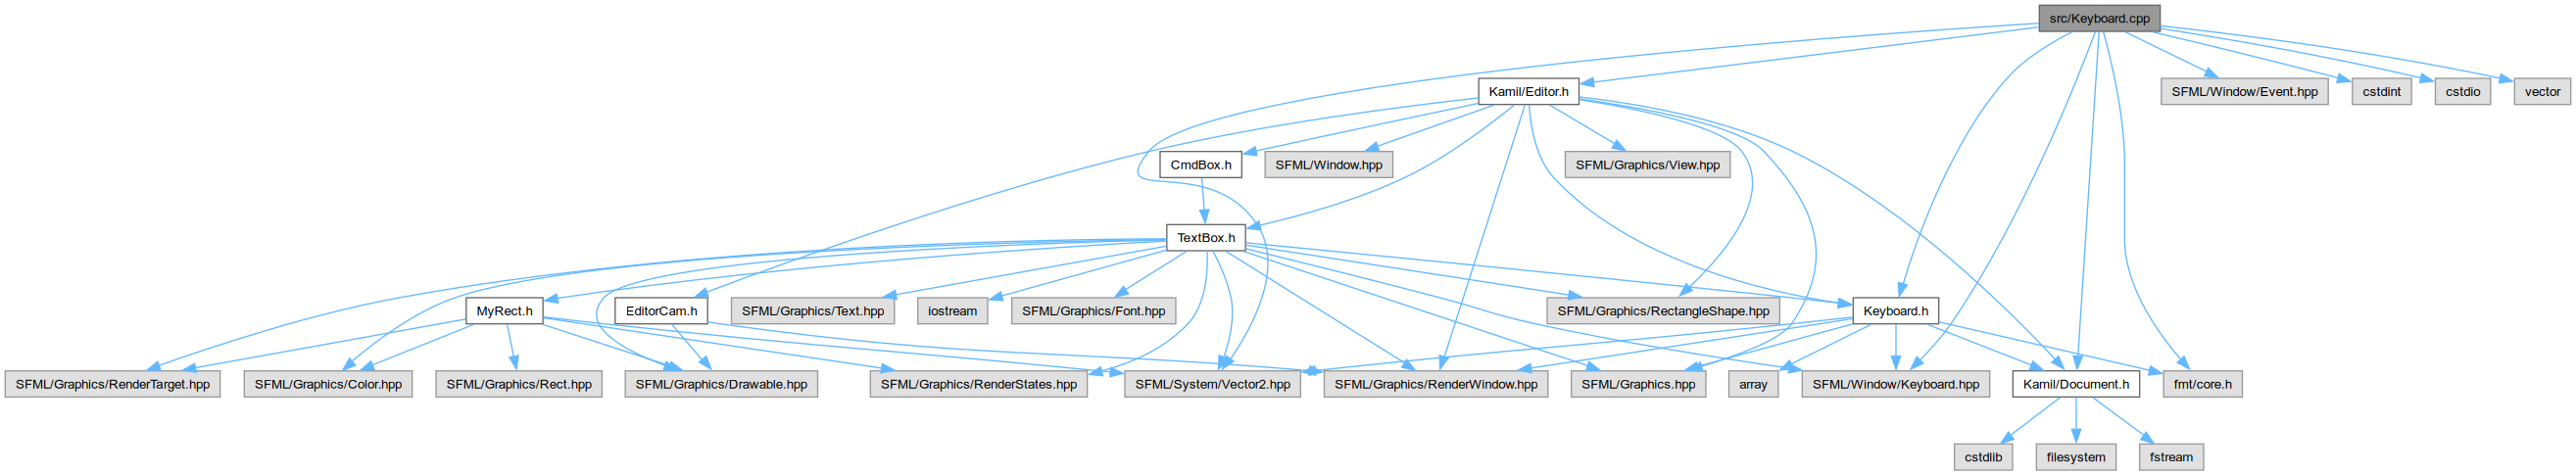 src/Keyboard.cpp
Kamil/Editor.h
SFML/Window/Event.hpp
cstdint
cstdio
vector
CmdBox.h
SFML/Window.hpp
SFML/Graphics/View.hpp
TextBox.h
MyRect.h
EditorCam.h
SFML/Graphics/Text.hpp
iostream
SFML/Graphics/Font.hpp
SFML/Graphics/RectangleShape.hpp
Keyboard.h
SFML/Graphics/RenderTarget.hpp
SFML/Graphics/Color.hpp
SFML/Graphics/Rect.hpp
SFML/Graphics/Drawable.hpp
SFML/Graphics/RenderStates.hpp
SFML/System/Vector2.hpp
SFML/Graphics/RenderWindow.hpp
SFML/Graphics.hpp
array
SFML/Window/Keyboard.hpp
Kamil/Document.h
fmt/core.h
cstdlib
filesystem
fstream